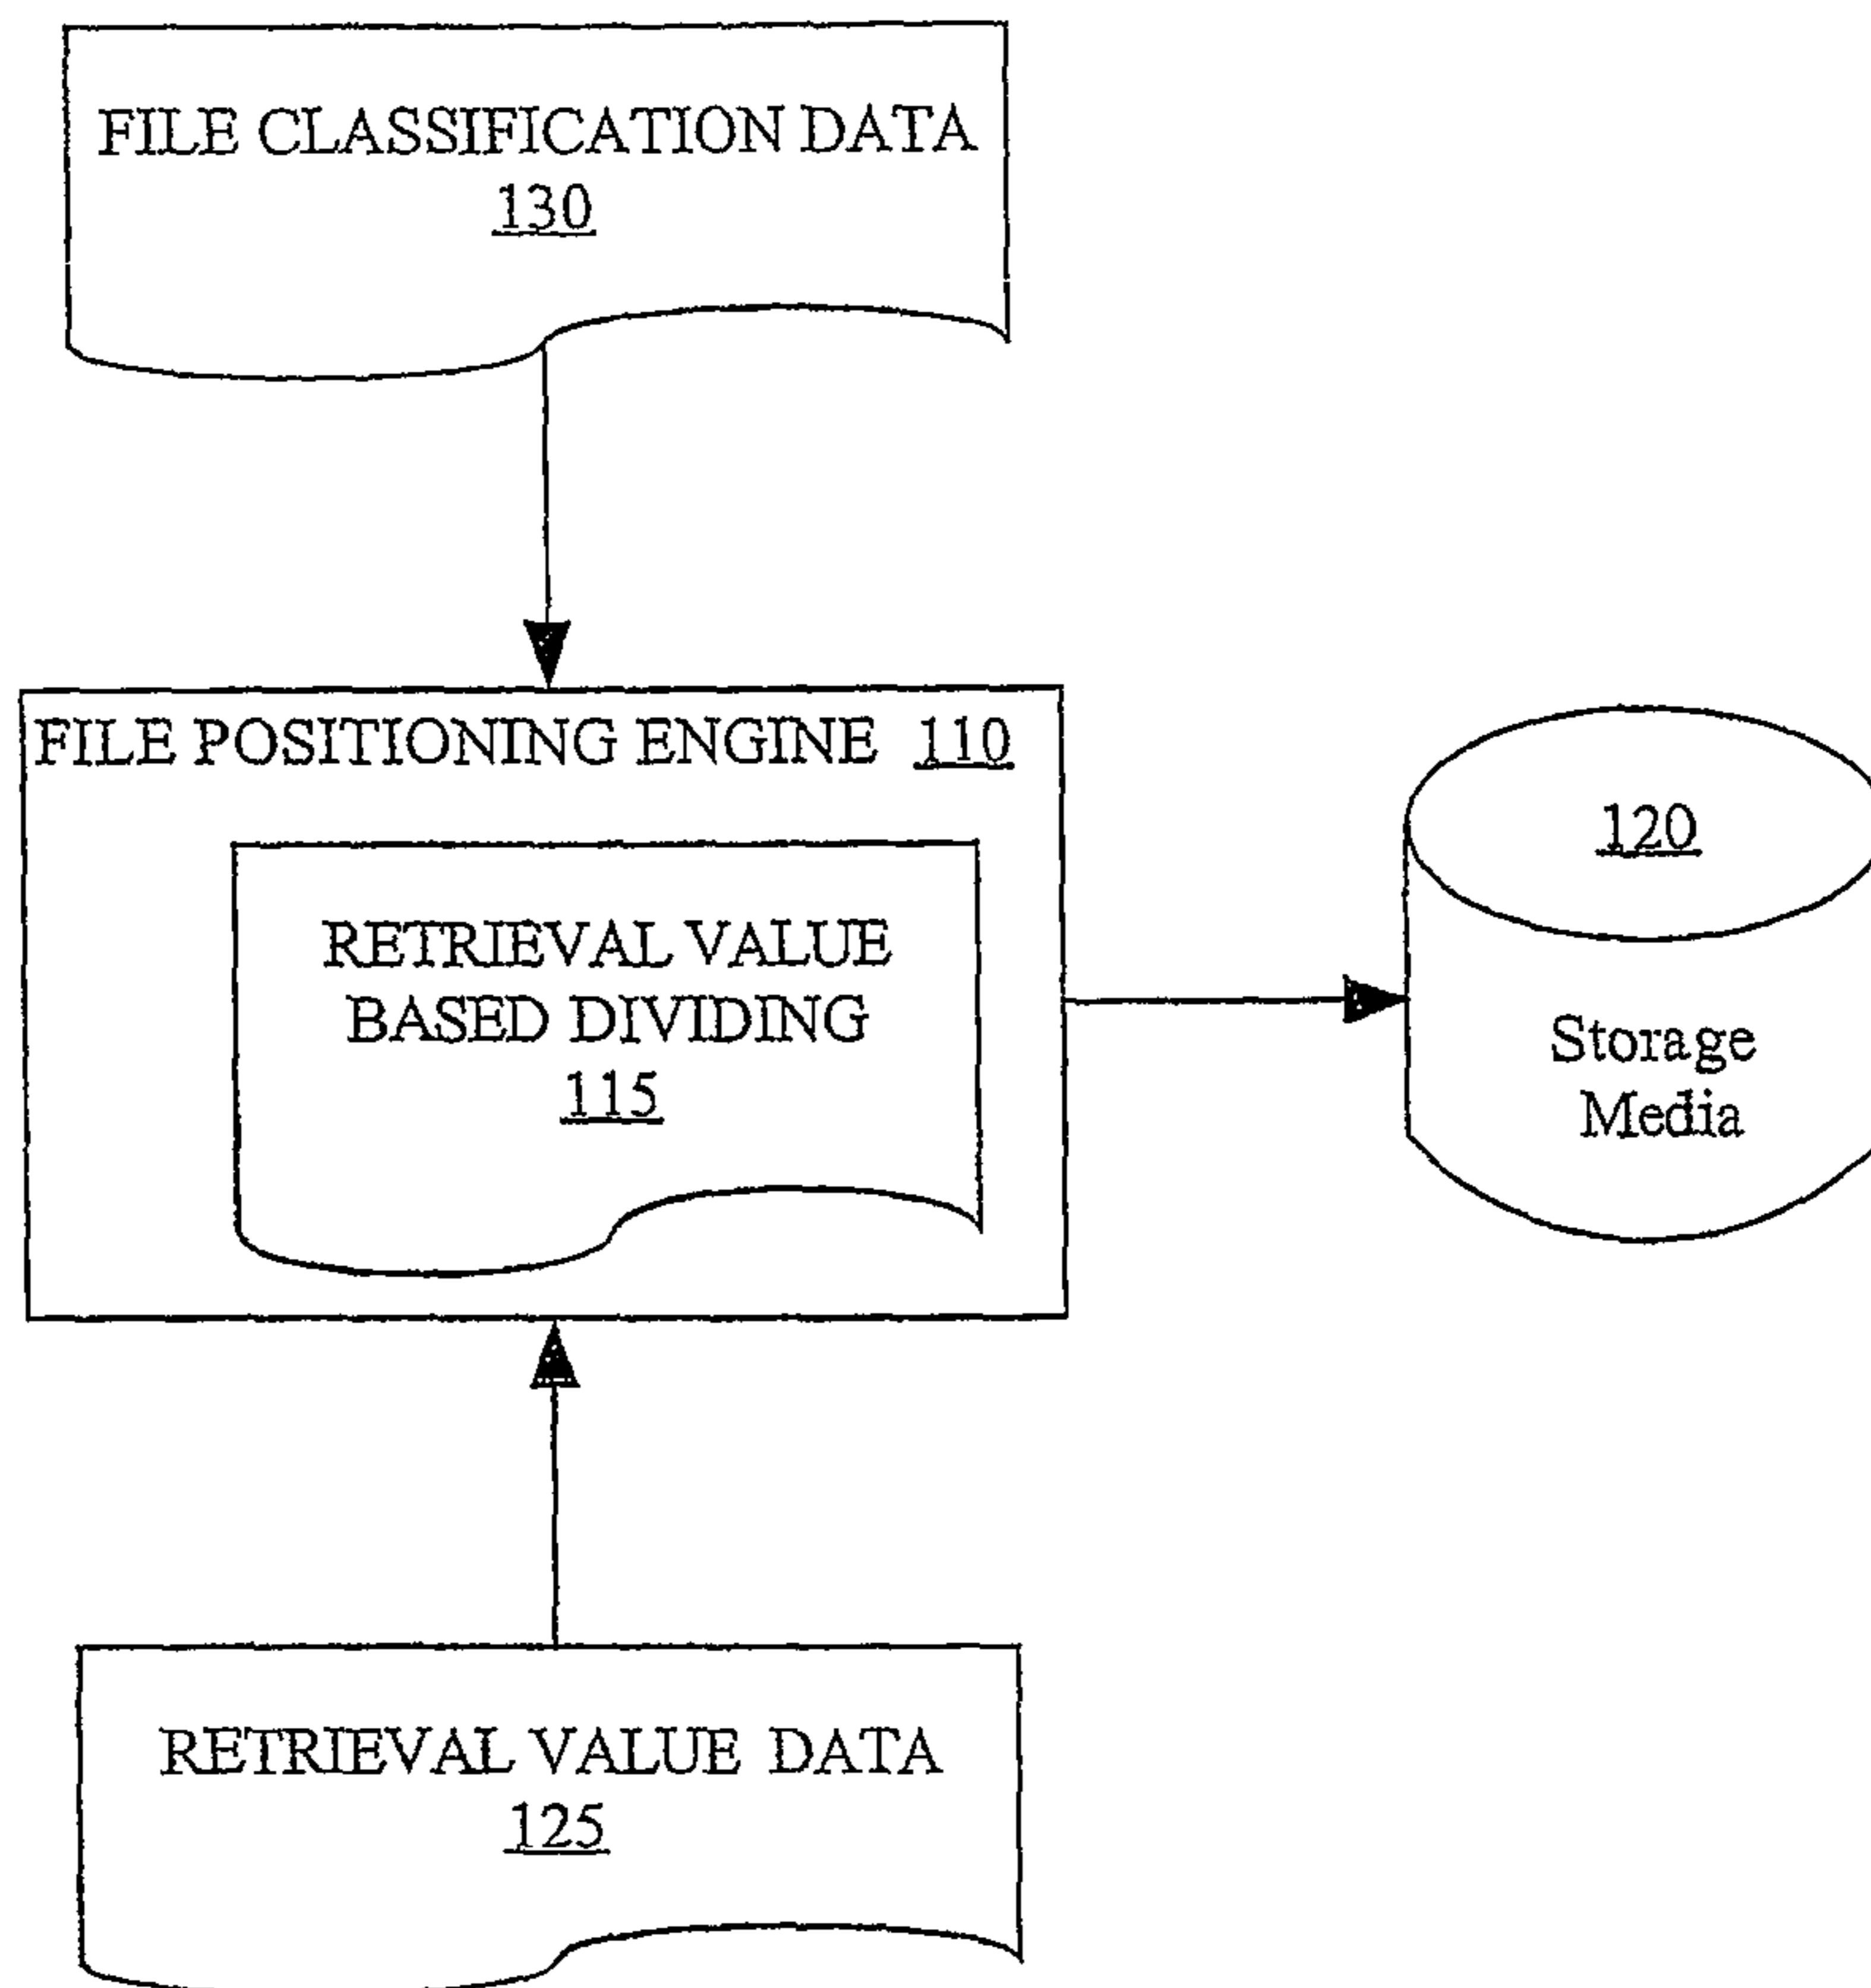 FILE CLASSIFICATION DATA
130
FILE POSITIONING ENGINE 110
RETRIEVAL VALUE
BASED DIVIDING
115
120
Storage
Media
RETRIEVAL VALUE DATA
125